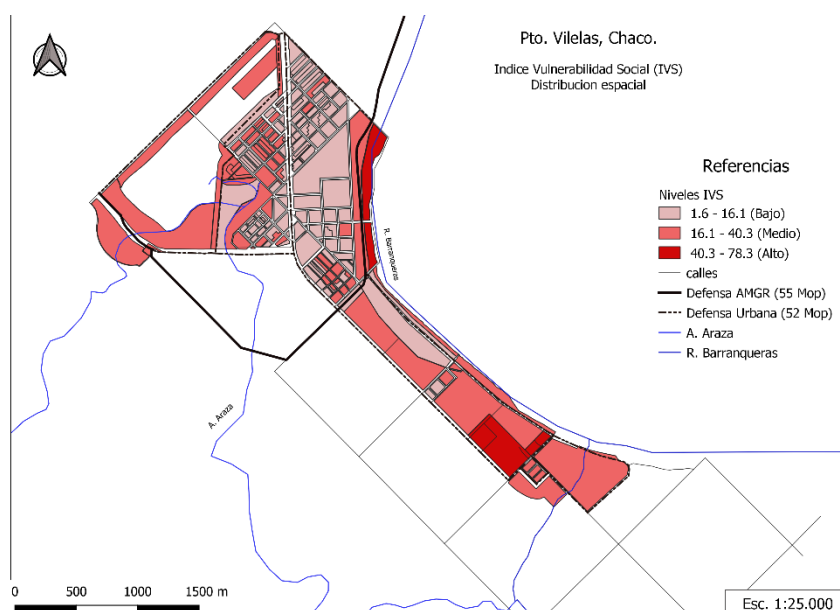 Pto. Vilelas, Chaco.
Indice Vulnerabilidad Social (IVS)
Distribucion espacial
Referencias
Niveles IVS
1.6 - 16.1 (Bajo)
16.1 - 40.3 (Medio)
40.3 - 78.3 (Alto)
calles
Defensa AMGR (55 Mop)
Defensa Urbana (52 Mop)
A. Araza
R. Barranqueras
R. Barranqueras
A. Araza
0 500 1000 1500 m
Esc. 1:25.000